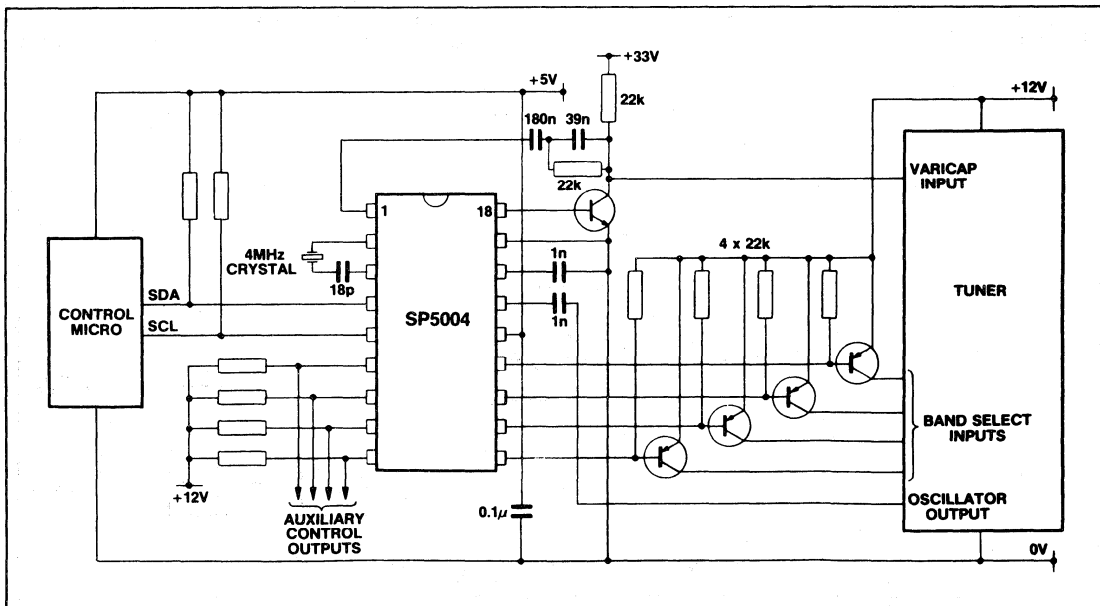 +33V
+5V
22k
+12V
180n
39n
22k
VARICAP
INPUT
1
18
4 x 22k
4MHz
CRYSTAL
18p
1n
1n
TUNER
CONTROL
MICRO
SDA
SCL
SP5004
BAND SELECT
INPUTS
+12V
AUXILIARY
CONTROL
OUTPUTS
0.1µ
OSCILLATOR
OUTPUT
0V